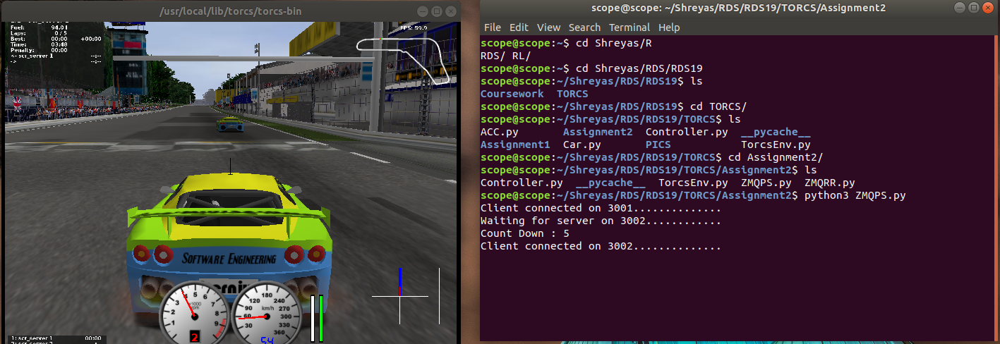 /usr/local/lib/torcs/torcs-bin
Fuel: 94.0 l
Laps: 0 / 5
Best: 00:00 +00:00
Time: 03:48
Penalty: 00:00
<- scr_server 1 --:--
-> --:--
FPS: 59.9
SOFTWARE ENGINEERING
1 2 3 4 5 6 7 8 9
x1000
rpm
2
30 60 90 120 180 240 270 300 330 360
km/h
54
1: scr_server 1 00:00
scope@scope: ~/Shreyas/RDS/RDS19/TORCS/Assignment2
File Edit View Search Terminal Help
scope@scope:~$ cd Shreyas/R
RDS/ RL/
scope@scope:~$ cd Shreyas/RDS/RDS19
scope@scope:~/Shreyas/RDS/RDS19$ ls
Coursework TORCS
scope@scope:~/Shreyas/RDS/RDS19$ cd TORCS/
scope@scope:~/Shreyas/RDS/RDS19/TORCS$ ls
ACC.py Assignment2 Controller.py __pycache__
Assignment1 Car.py PICS TorcsEnv.py
scope@scope:~/Shreyas/RDS/RDS19/TORCS$ cd Assignment2/
scope@scope:~/Shreyas/RDS/RDS19/TORCS/Assignment2$ ls
Controller.py __pycache__ TorcsEnv.py ZMQPS.py ZMQRR.py
scope@scope:~/Shreyas/RDS/RDS19/TORCS/Assignment2$ python3 ZMQPS.py
Client connected on 3001..............
Waiting for server on 3002............
Count Down : 5
Client connected on 3002..............